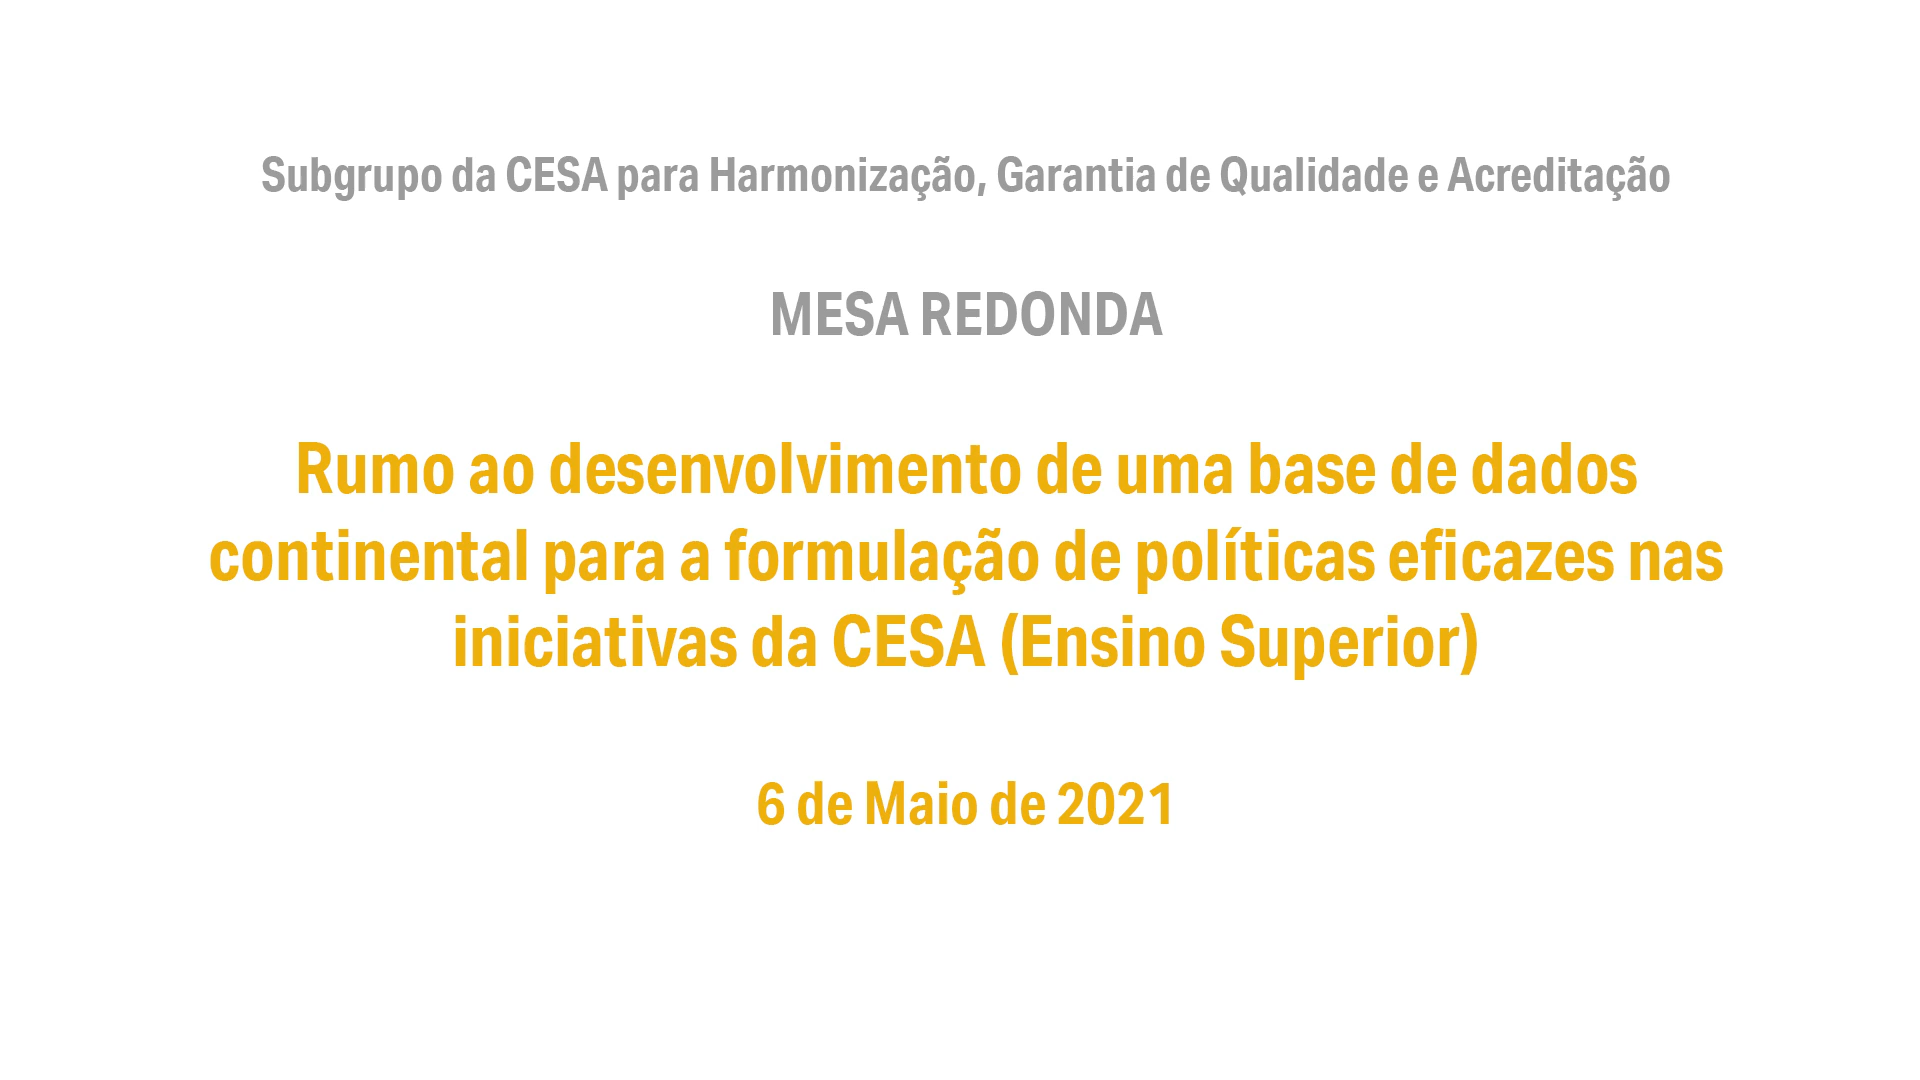 Subgrupo da CESA para Harmonização, Garantia de Qualidade e Acreditação
MESA REDONDA
Rumo ao desenvolvimento de uma base de dados
continental para a formulação de políticas eficazes nas
iniciativas da CESA (Ensino Superior)
6 de Maio de 2021